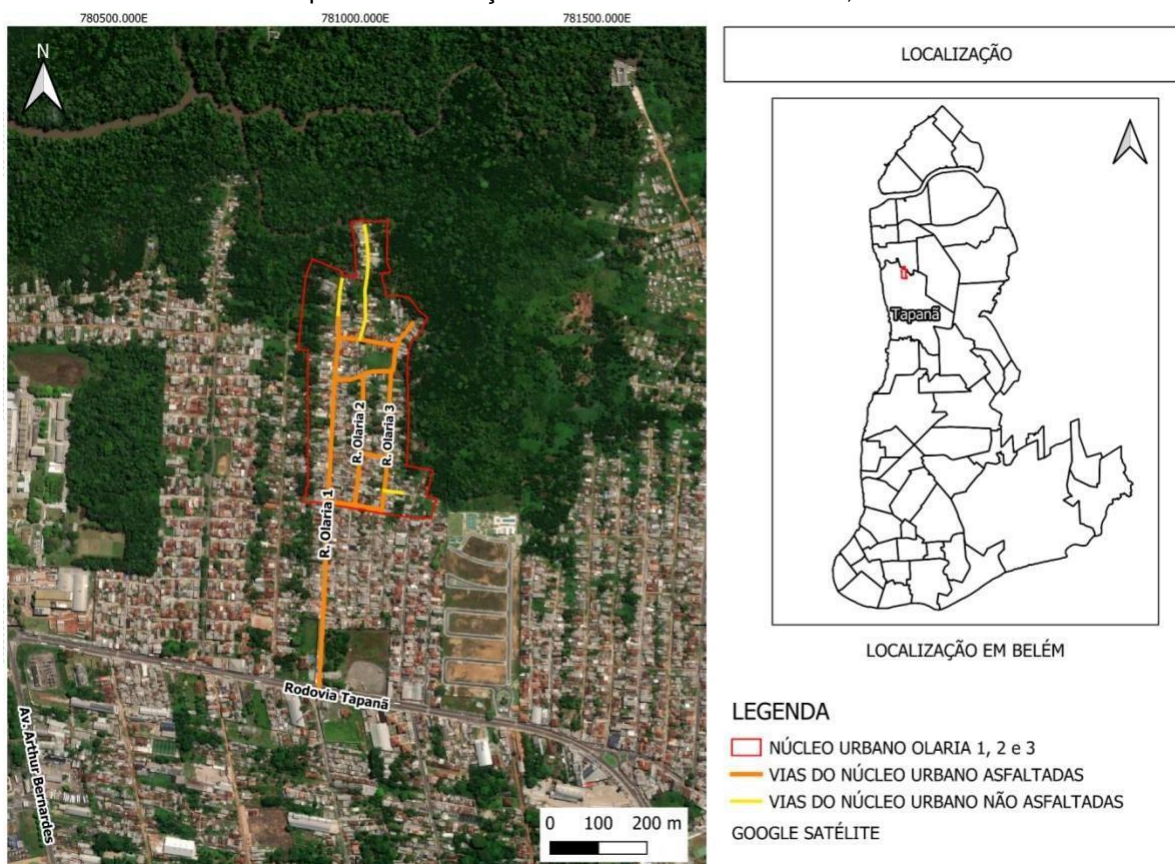 780500.000E
781000.000E
781500.000E
N
R. Olaria 1
R. Olaria 2
R. Olaria 3
Rodovia Tapanã
Av. Arthur Bernardes
0 100 200 m
LOCALIZAÇÃO
Tapanã
LOCALIZAÇÃO EM BELÉM
LEGENDA
NÚCLEO URBANO OLARIA 1, 2 e 3
VIAS DO NÚCLEO URBANO ASFALTADAS
VIAS DO NÚCLEO URBANO NÃO ASFALTADAS
GOOGLE SATÉLITE